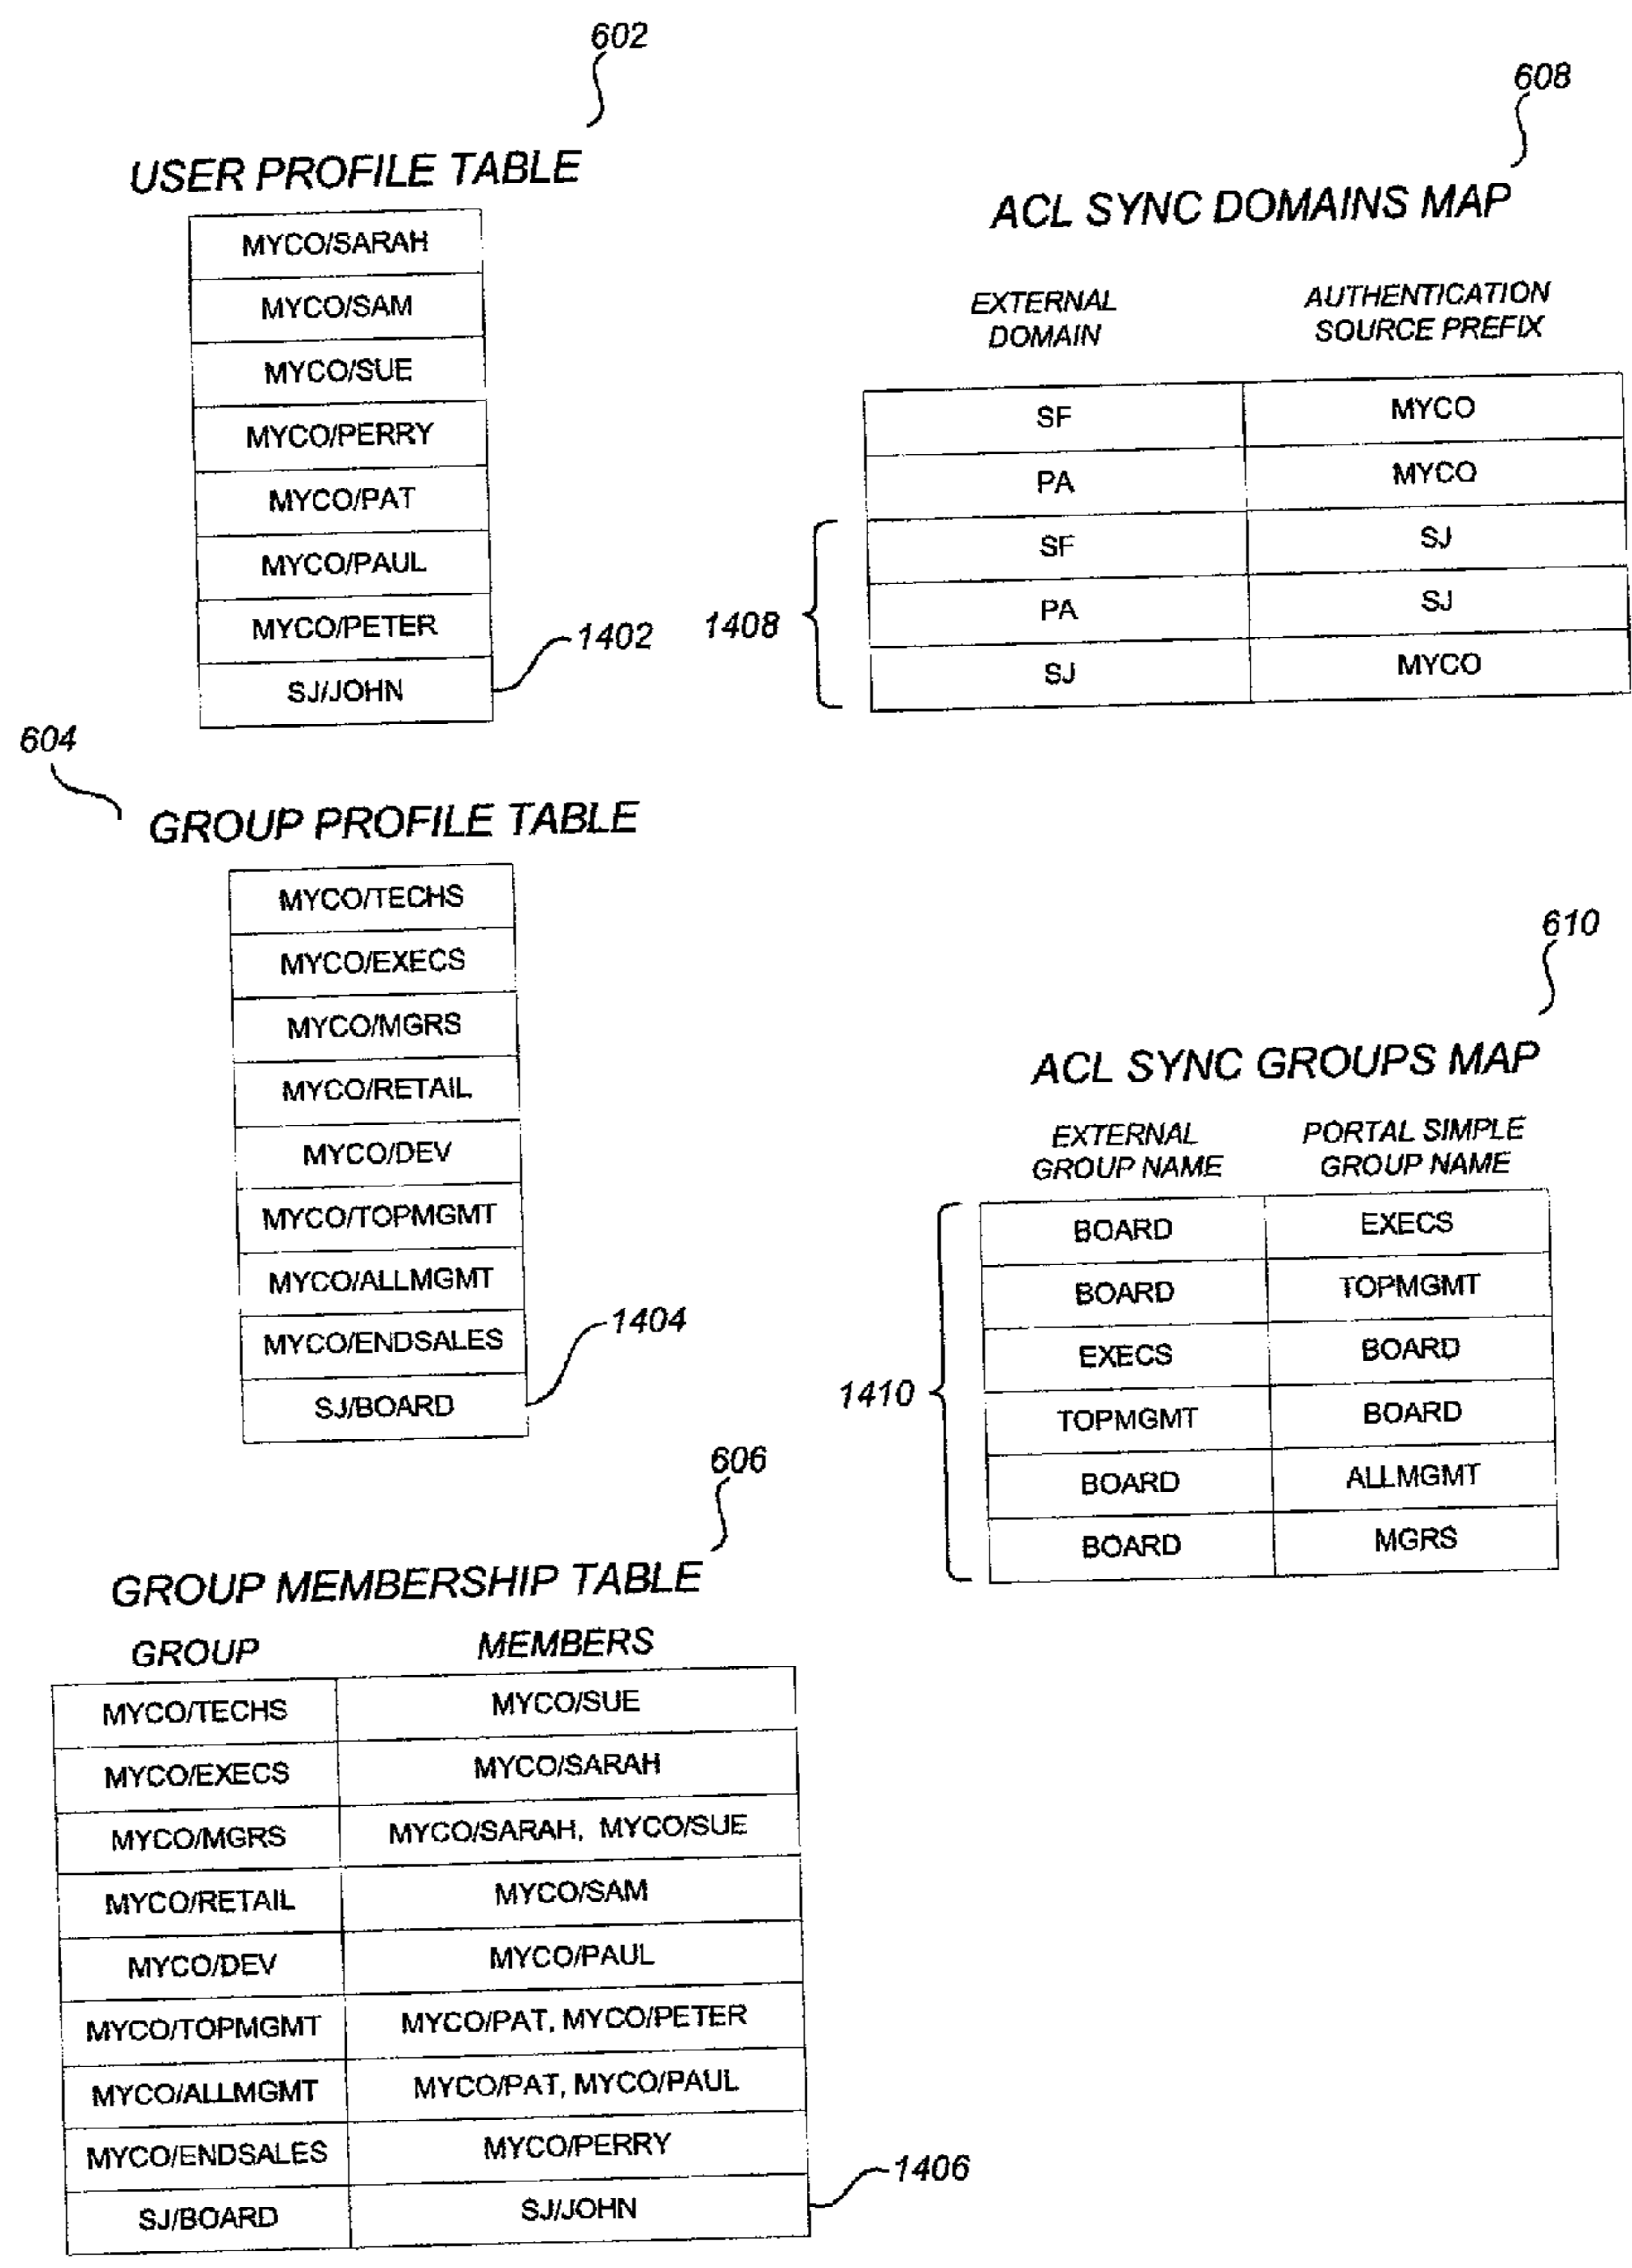 602
USER PROFILE TABLE
MYCO/SARAH
MYCO/SAM
MYCO/SUE
MYCO/PERRY
MYCO/PAT
MYCO/PAUL
MYCO/PETER
SJ/JOHN
1402
608
ACL SYNC DOMAINS MAP
EXTERNAL DOMAIN
AUTHENTICATION SOURCE PREFIX
SF MYCO
PA MYCO
SF SJ
PA SJ
SJ MYCO
1408
604
GROUP PROFILE TABLE
MYCO/TECHS
MYCO/EXECS
MYCO/MGRS
MYCO/RETAIL
MYCO/DEV
MYCO/TOPMGMT
MYCO/ALLMGMT
MYCO/ENDSALES
SJ/BOARD
1404
610
ACL SYNC GROUPS MAP
EXTERNAL GROUP NAME
PORTAL SIMPLE GROUP NAME
BOARD EXECS
BOARD TOPMGMT
EXECS BOARD
TOPMGMT BOARD
BOARD ALLMGMT
BOARD MGRS
1410
606
GROUP MEMBERSHIP TABLE
GROUP MEMBERS
MYCO/TECHS MYCO/SUE
MYCO/EXECS MYCO/SARAH
MYCO/MGRS MYCO/SARAH, MYCO/SUE
MYCO/RETAIL MYCO/SAM
MYCO/DEV MYCO/PAUL
MYCO/TOPMGMT MYCO/PAT, MYCO/PETER
MYCO/ALLMGMT MYCO/PAT, MYCO/PAUL
MYCO/ENDSALES MYCO/PERRY
SJ/BOARD SJ/JOHN
1406